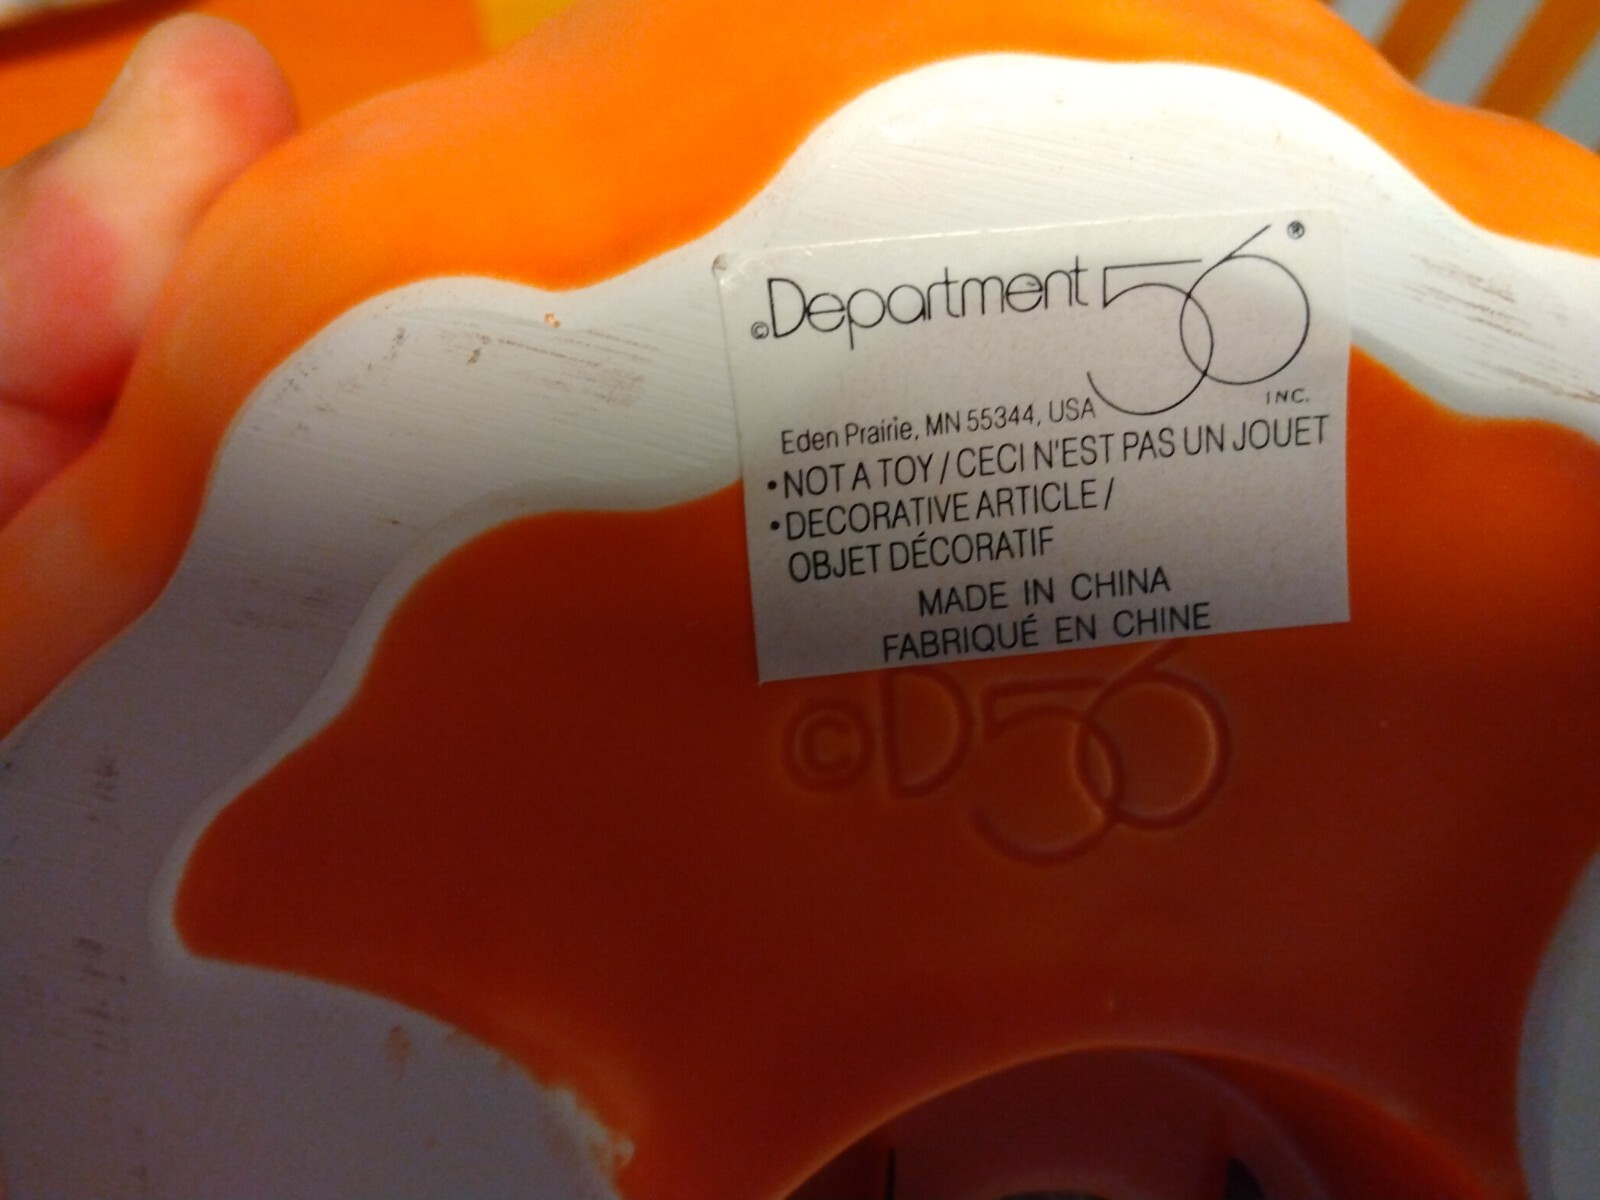 ©Department 56®
INC.
Eden Prairie, MN 55344, USA
•NOT A TOY / CECI N'EST PAS UN JOUET
•DECORATIVE ARTICLE /
OBJET DÉCORATIF
MADE IN CHINA
FABRIQUÉ EN CHINE
©D56